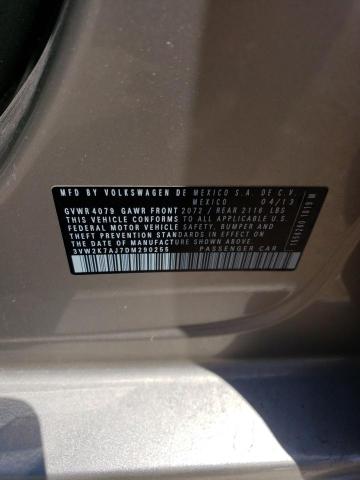 MFD BY VOLKSWAGEN DE MEXICO S.A. DE C.V.
MEXICO 04/13
GVWR 4079 GAWR FRONT 2072 / REAR 2116 LBS
THIS VEHICLE CONFORMS TO ALL APPLICABLE U.S.
FEDERAL MOTOR VEHICLE SAFETY, BUMPER AND
THEFT PREVENTION STANDARDS IN EFFECT ON
THE DATE OF MANUFACTURE SHOWN ABOVE.
3VW2K7AJ7DM290255 PASSENGER CAR